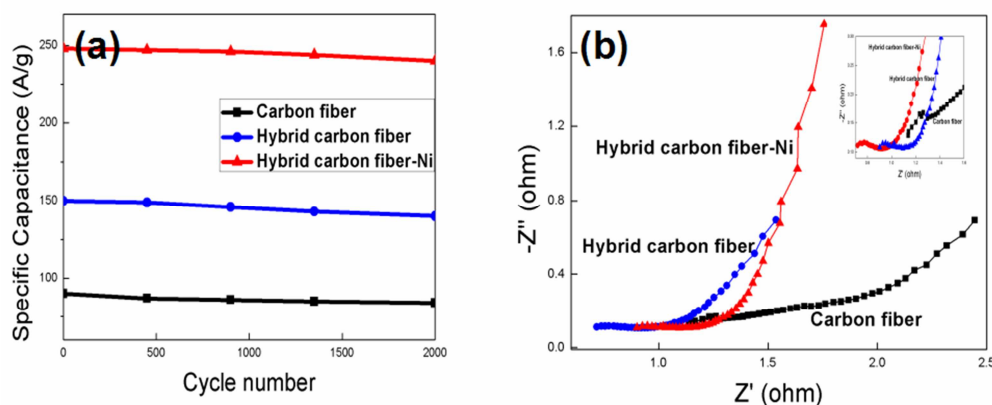 (a)
Specific Capacitance (A/g)
250
200
150
100
Carbon fiber
Hybrid carbon fiber
Hybrid carbon fiber-Ni
0
500
1000
1500
2000
Cycle number
(b)
-Z'' (ohm)
1.6
1.2
0.8
0.4
0.0
Hybrid carbon fiber-Ni
Hybrid carbon fiber
Carbon fiber
1.0
1.5
2.0
2.5
Z' (ohm)
Hybrid carbon fiber-Ni
Hybrid carbon fiber
Carbon fiber
-Z'' (ohm)
Z' (ohm)